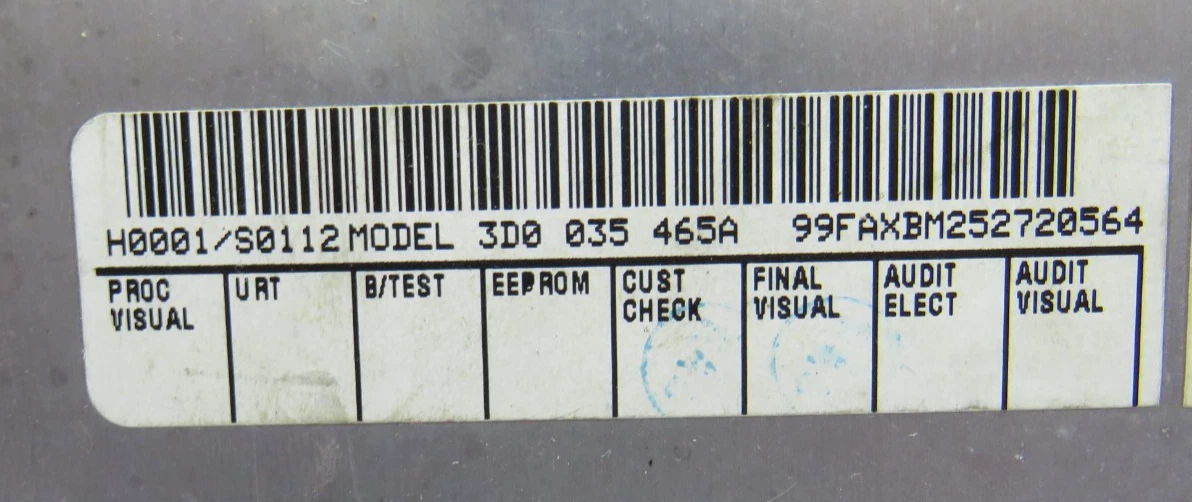 H0001/S0112 MODEL 3D0 035 465A 99FAXBM252720564
PROC VISUAL
URT
B/TEST
EEPROM
CUST CHECK
FINAL VISUAL
AUDIT ELECT
AUDIT VISUAL